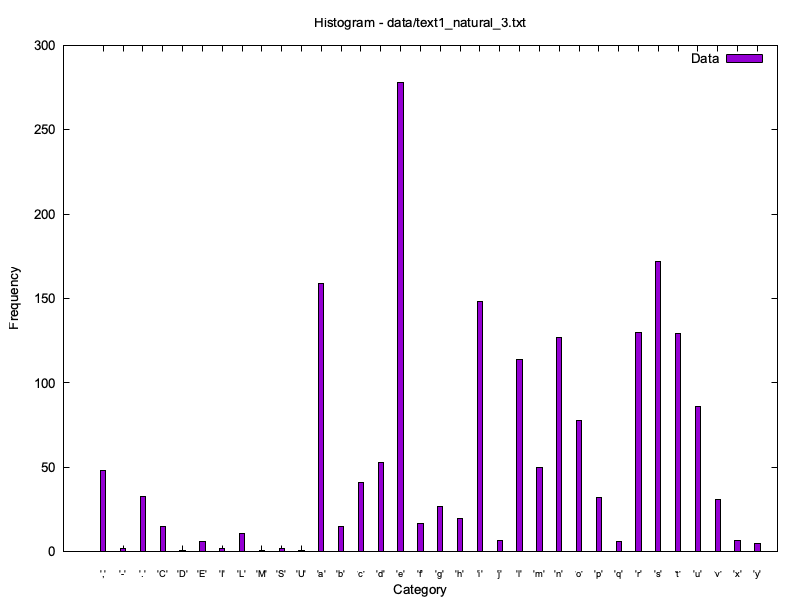 Histogram - data/text1_natural_3.txt
Data
300
250
200
150
100
50
0
Frequency
',' '-' '.' 'C' 'D' 'E' 'I' 'L' 'M' 'S' 'U' 'a' 'b' 'c' 'd' 'e' 'f' 'g' 'h' 'i' 'j' 'l' 'm' 'n' 'o' 'p' 'q' 'r' 's' 't' 'u' 'v' 'x' 'y'
Category